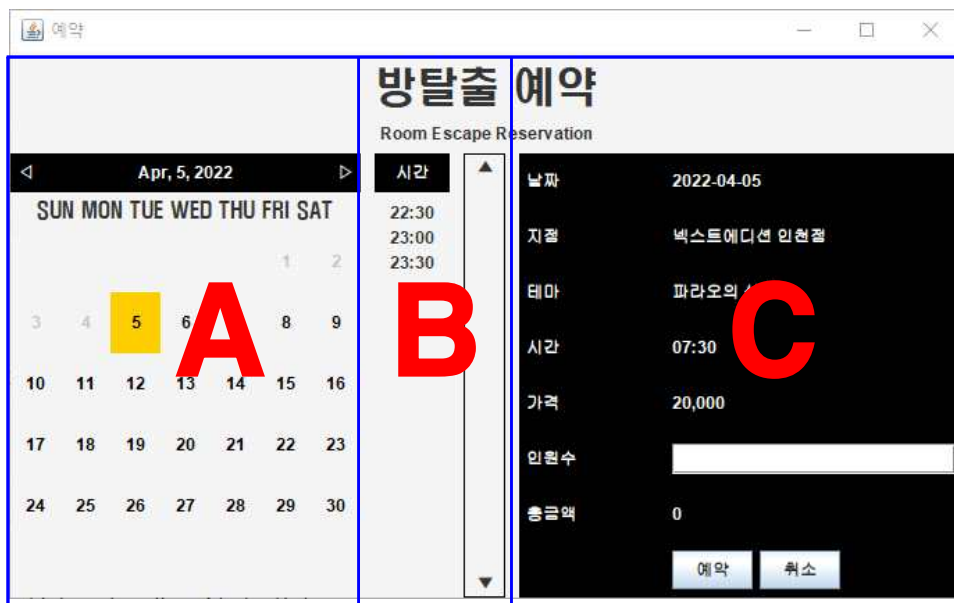 예약
방탈출 예약
Room Escape Reservation
Apr, 5, 2022
SUN MON TUE WED THU FRI SAT
1 2
3 4 5 6 8 9
10 11 12 13 14 15 16
17 18 19 20 21 22 23
24 25 26 27 28 29 30
A
시간
22:30
23:00
23:30
B
날짜 2022-04-05
지점 넥스트에디션 인천점
테마 파라오의
시간 07:30
가격 20,000
인원수
총금액 0
예약 취소
C